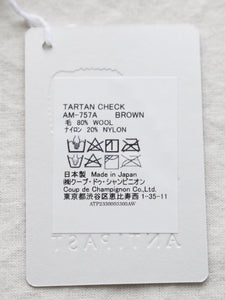 TARTAN CHECK
AM-757A BROWN
毛 80% WOOL
ナイロン 20% NYLON
日本製 Made in Japan
㈱クープ・ドゥ・シャンピニオン
Coup de Champignon Co.,Ltd.
東京都渋谷区恵比寿西 1-35-11
ATP2330005305AW
ANTIPAST